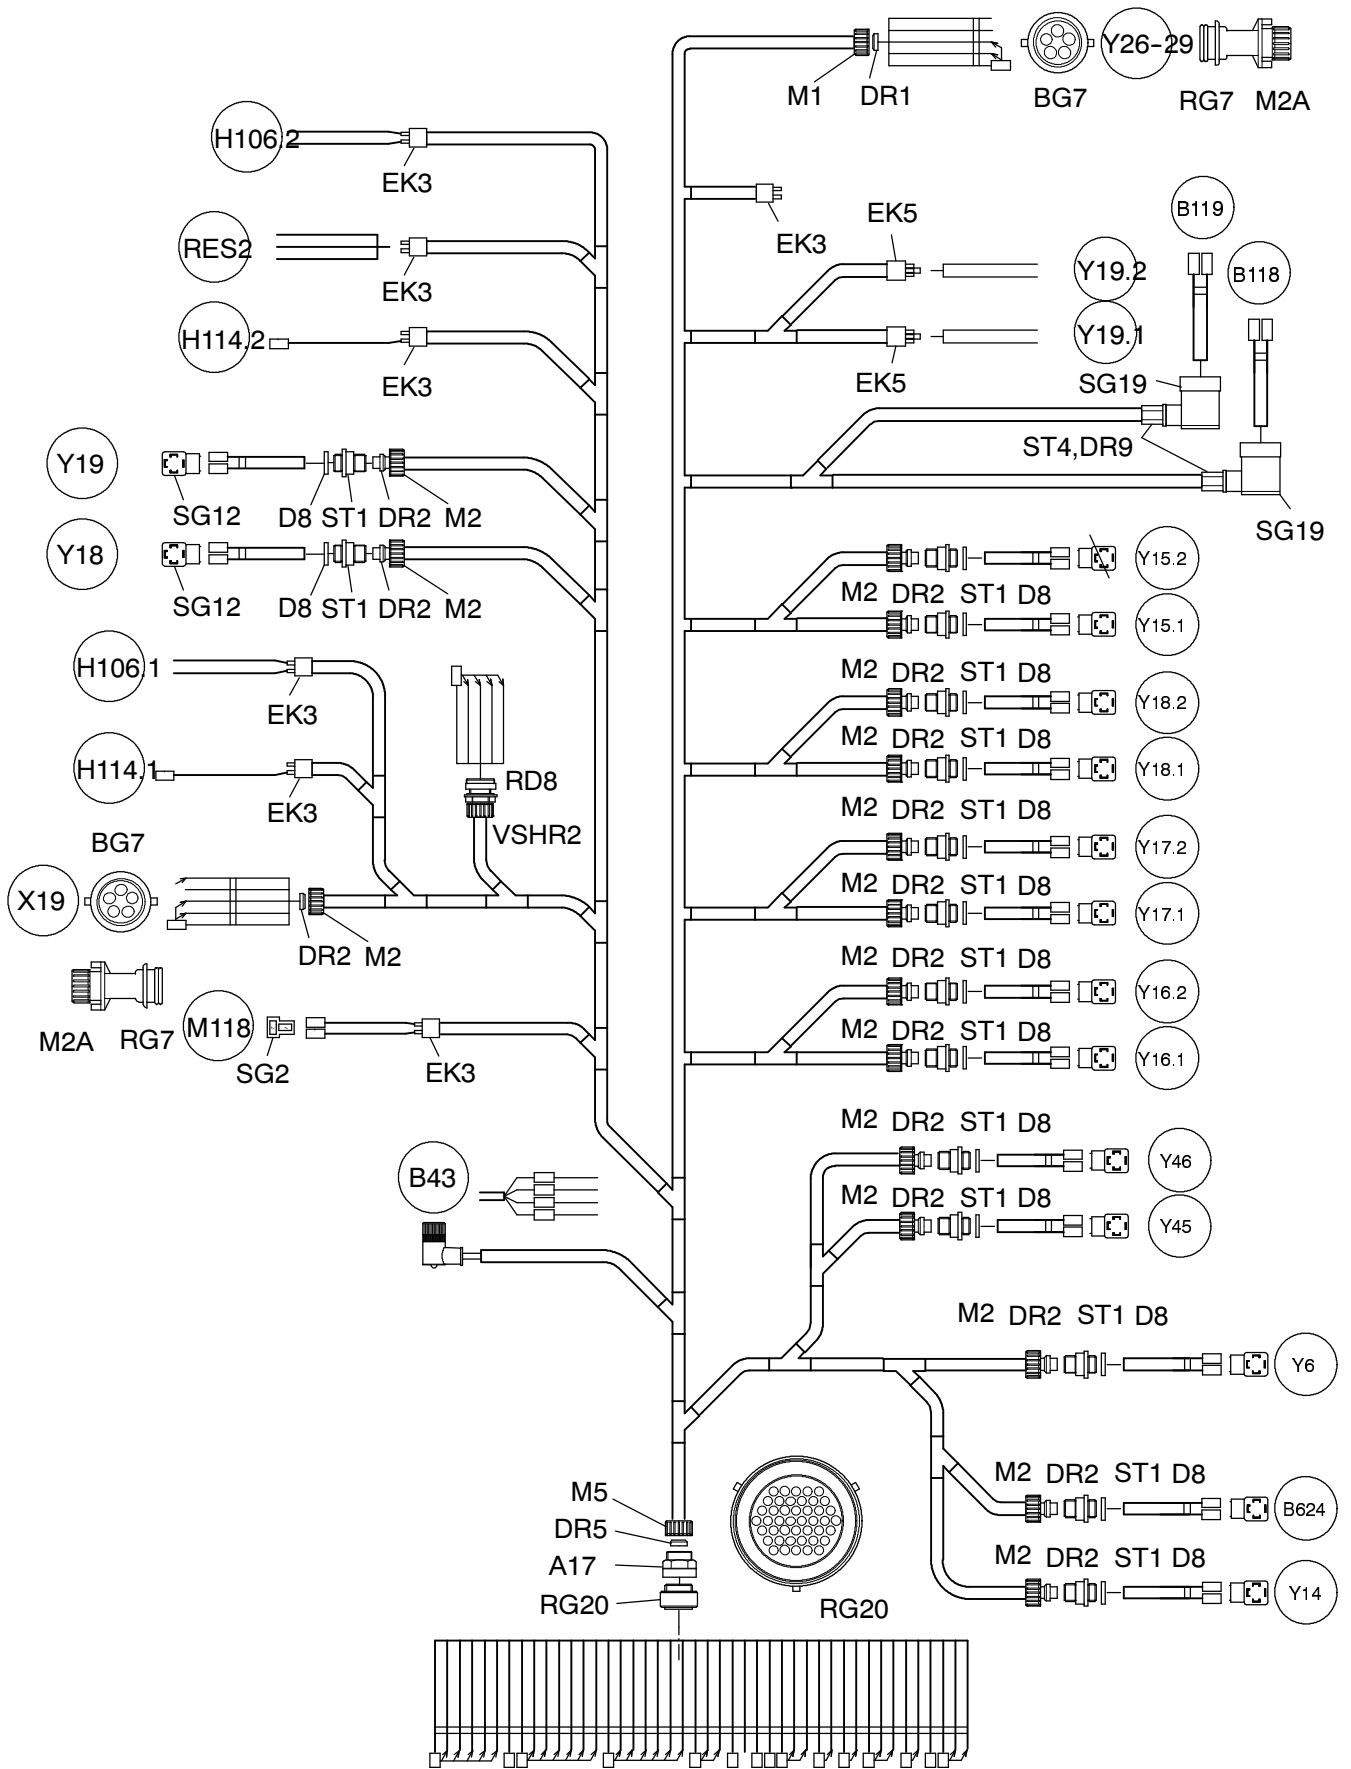 Y26-29
M1 DR1 BG7 RG7 M2A
H106.2
EK3
B119
EK5
RES2
EK3
Y19.2
B118
EK3
H114.2
Y19.1
EK3
EK5
SG19
Y19
ST4,DR9
SG12 D8 ST1 DR2 M2
SG19
Y18
Y15.2
SG12 D8 ST1 DR2 M2
M2 DR2 ST1 D8
Y15.1
H106.1
M2 DR2 ST1 D8
EK3
Y18.2
M2 DR2 ST1 D8
H114.1
Y18.1
RD8
EK3
M2 DR2 ST1 D8
VSHR2
BG7
Y17.2
M2 DR2 ST1 D8
X19
Y17.1
DR2 M2
M2 DR2 ST1 D8
Y16.2
M118
M2 DR2 ST1 D8
M2A RG7
Y16.1
SG2 EK3
M2 DR2 ST1 D8
Y46
B43
M2 DR2 ST1 D8
Y45
M2 DR2 ST1 D8
Y6
M2 DR2 ST1 D8
M5
B624
DR5
M2 DR2 ST1 D8
A17
Y14
RG20
RG20